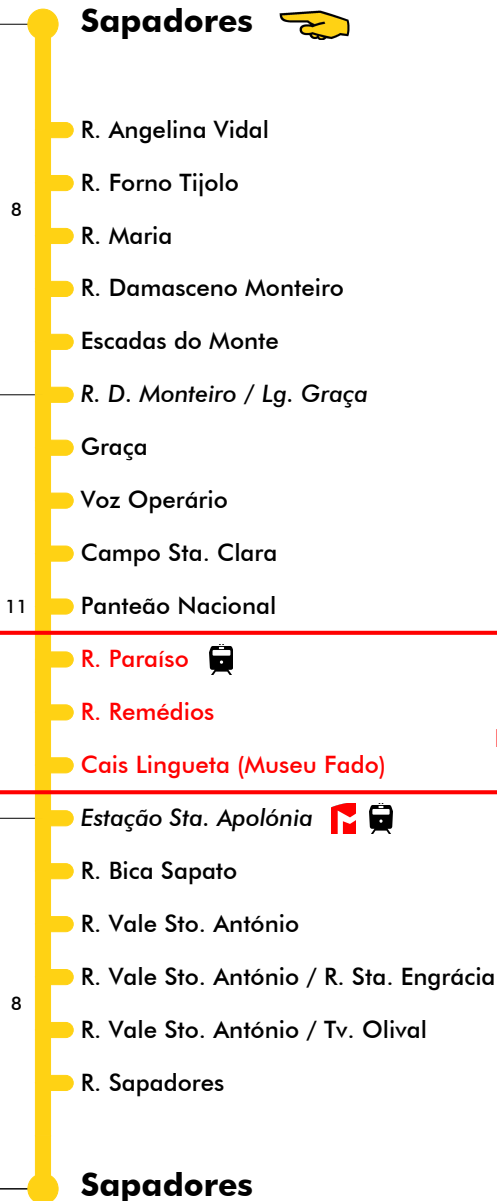 Sapadores
R. Angelina Vidal
R. Forno Tijolo
8
R. Maria
R. Damasceno Monteiro
Escadas do Monte
R. D. Monteiro / Lg. Graça
Graça
Voz Operário
Campo Sta. Clara
11 Panteão Nacional
R. Paraíso
R. Remédios
Cais Lingueta (Museu Fado)
Estação Sta. Apolónia
R. Bica Sapato
R. Vale Sto. António
R. Vale Sto. António / R. Sta. Engrácia
8
R. Vale Sto. António / Tv. Olival
R. Sapadores
Sapadores